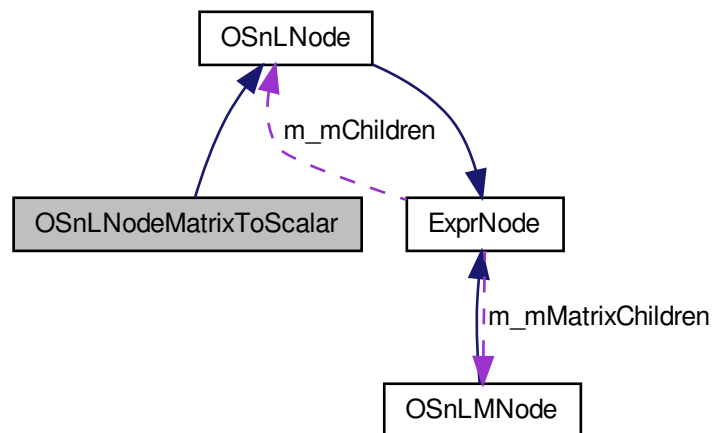 OSnLNode
m_mChildren
OSnLNodeMatrixToScalar
ExprNode
m_mMatrixChildren
OSnLMNode